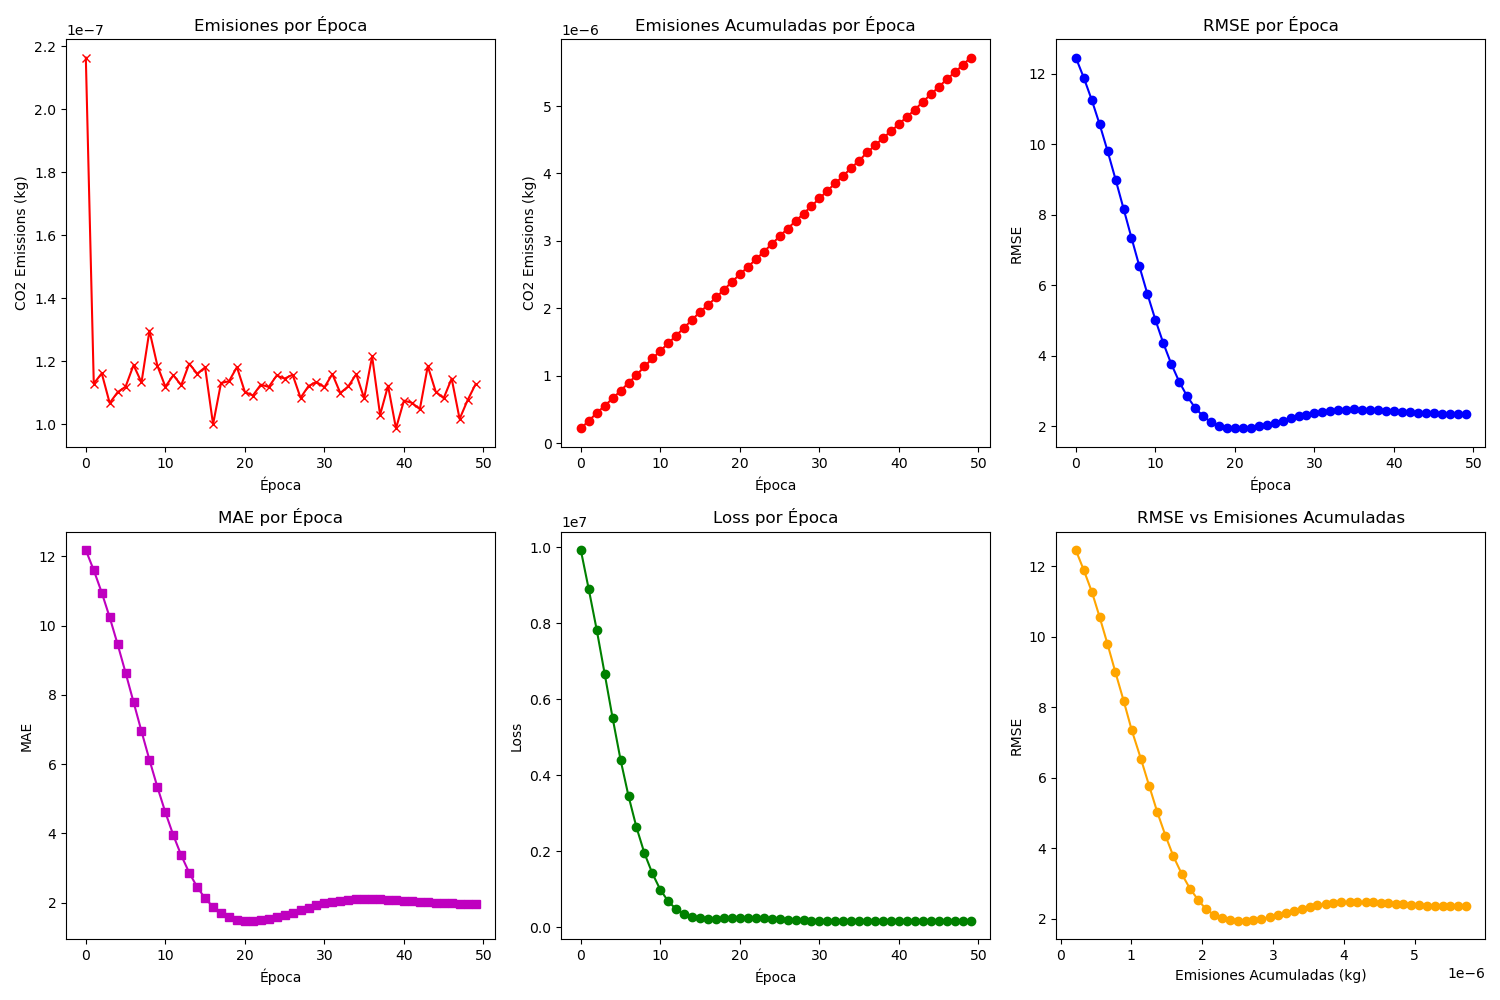 Emisiones por Época
1e−7
2.2
2.0
1.8
1.6
1.4
1.2
1.0
CO2 Emissions (kg)
0 10 20 30 40 50
Época
Emisiones Acumuladas por Época
1e−6
5
4
3
2
1
0
CO2 Emissions (kg)
0 10 20 30 40 50
Época
RMSE por Época
12
10
8
6
4
2
RMSE
0 10 20 30 40 50
Época
MAE por Época
12
10
8
6
4
2
MAE
0 10 20 30 40 50
Época
Loss por Época
1e7
1.0
0.8
0.6
0.4
0.2
0.0
Loss
0 10 20 30 40 50
Época
RMSE vs Emisiones Acumuladas
12
10
8
6
4
2
RMSE
0 1 2 3 4 5
1e−6
Emisiones Acumuladas (kg)